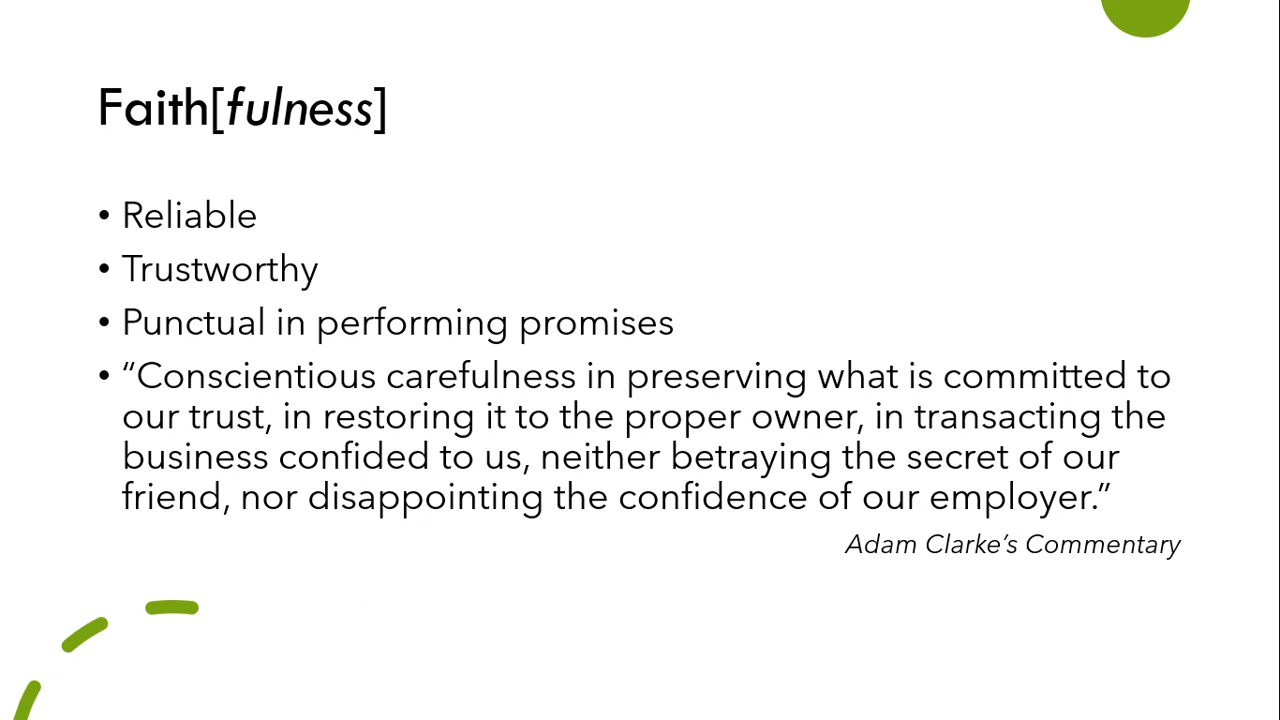 Faith[fulness]
• Reliable
• Trustworthy
• Punctual in performing promises
• “Conscientious carefulness in preserving what is committed to
our trust, in restoring it to the proper owner, in transacting the
business confided to us, neither betraying the secret of our
friend, nor disappointing the confidence of our employer.”
Adam Clarke’s Commentary